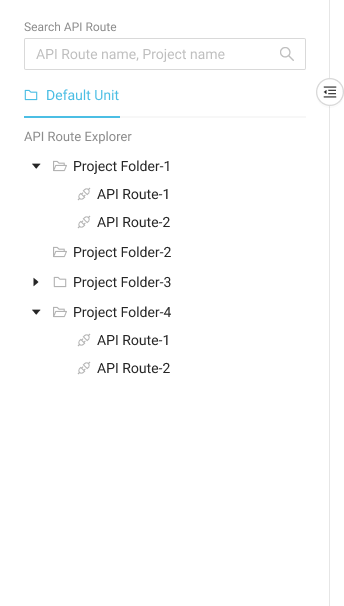 Search API Route
API Route name, Project name
Default Unit
API Route Explorer
Project Folder-1
API Route-1
API Route-2
Project Folder-2
Project Folder-3
Project Folder-4
API Route-1
API Route-2